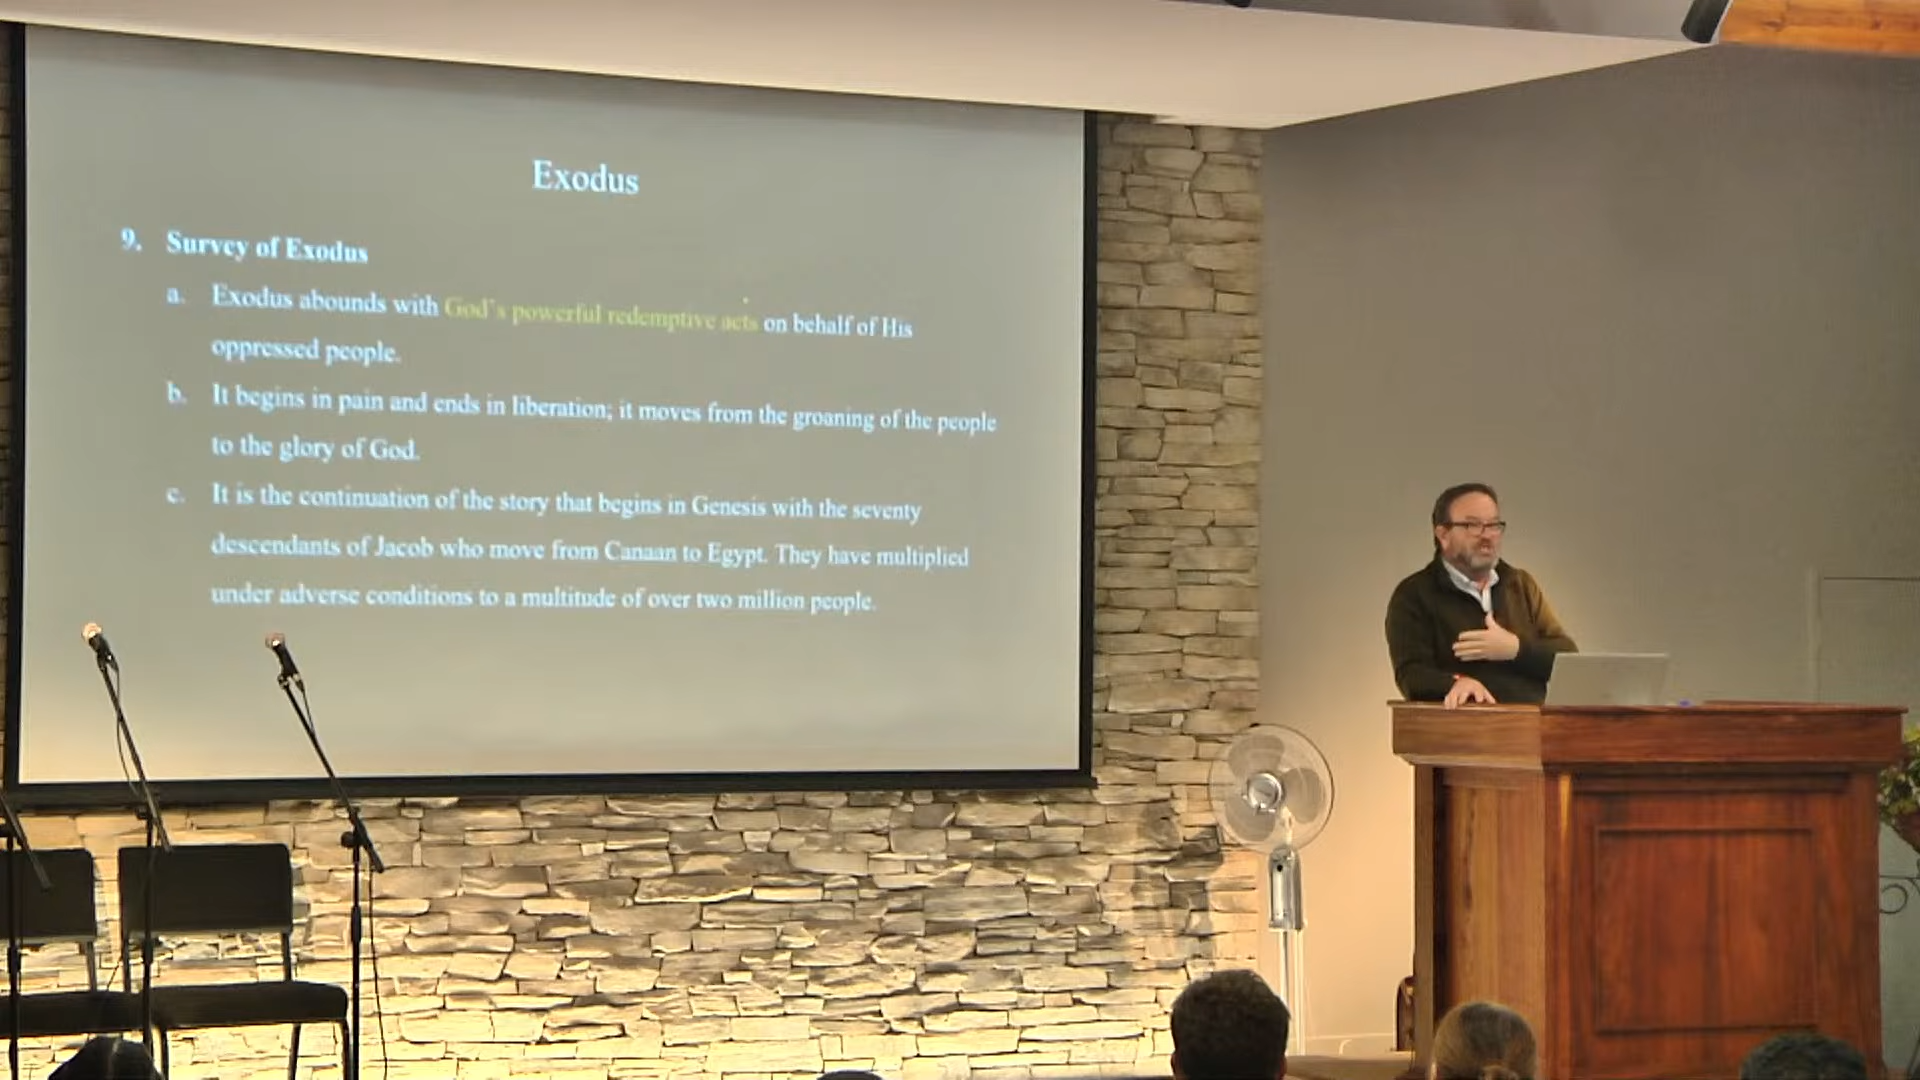 Exodus
9. Survey of Exodus
a. Exodus abounds with God's powerful redemptive acts on behalf of His
oppressed people.
b. It begins in pain and ends in liberation; it moves from the groaning of the people
to the glory of God.
c. It is the continuation of the story that begins in Genesis with the seventy
descendants of Jacob who move from Canaan to Egypt. They have multiplied
under adverse conditions to a multitude of over two million people.